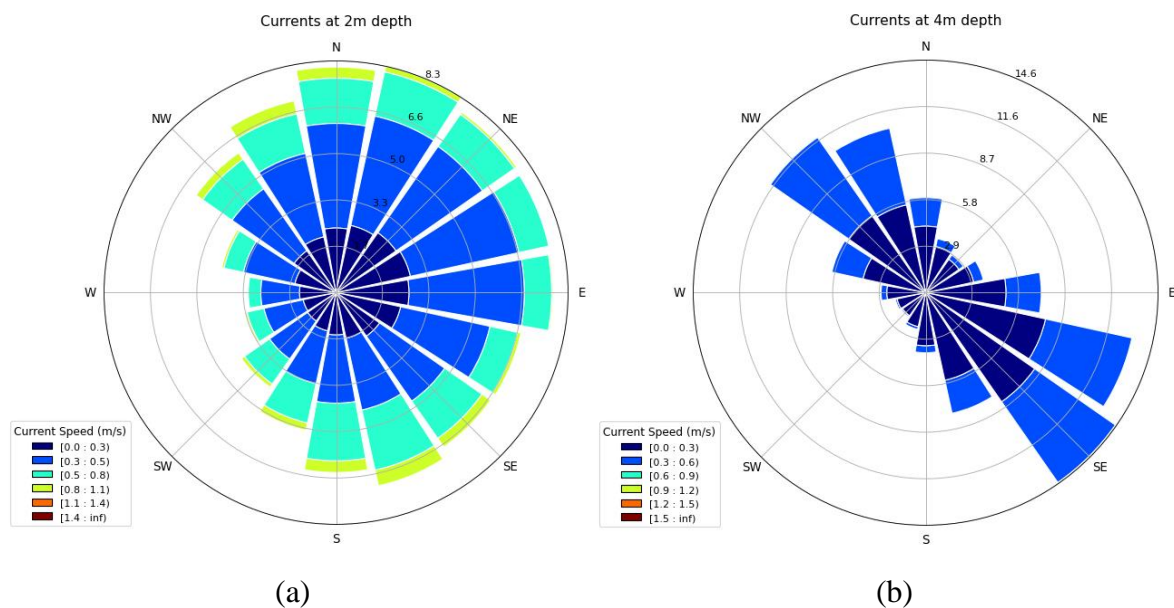 Currents at 2m depth
N
NE
E
SE
S
SW
W
NW
8.3
6.6
5.0
3.3
Current Speed (m/s)
[0.0 : 0.3)
[0.3 : 0.5)
[0.5 : 0.8)
[0.8 : 1.1)
[1.1 : 1.4)
[1.4 : inf)
(a)
Currents at 4m depth
N
NE
E
SE
S
SW
W
NW
14.6
11.6
8.7
5.8
2.9
Current Speed (m/s)
[0.0 : 0.3)
[0.3 : 0.6)
[0.6 : 0.9)
[0.9 : 1.2)
[1.2 : 1.5)
[1.5 : inf)
(b)